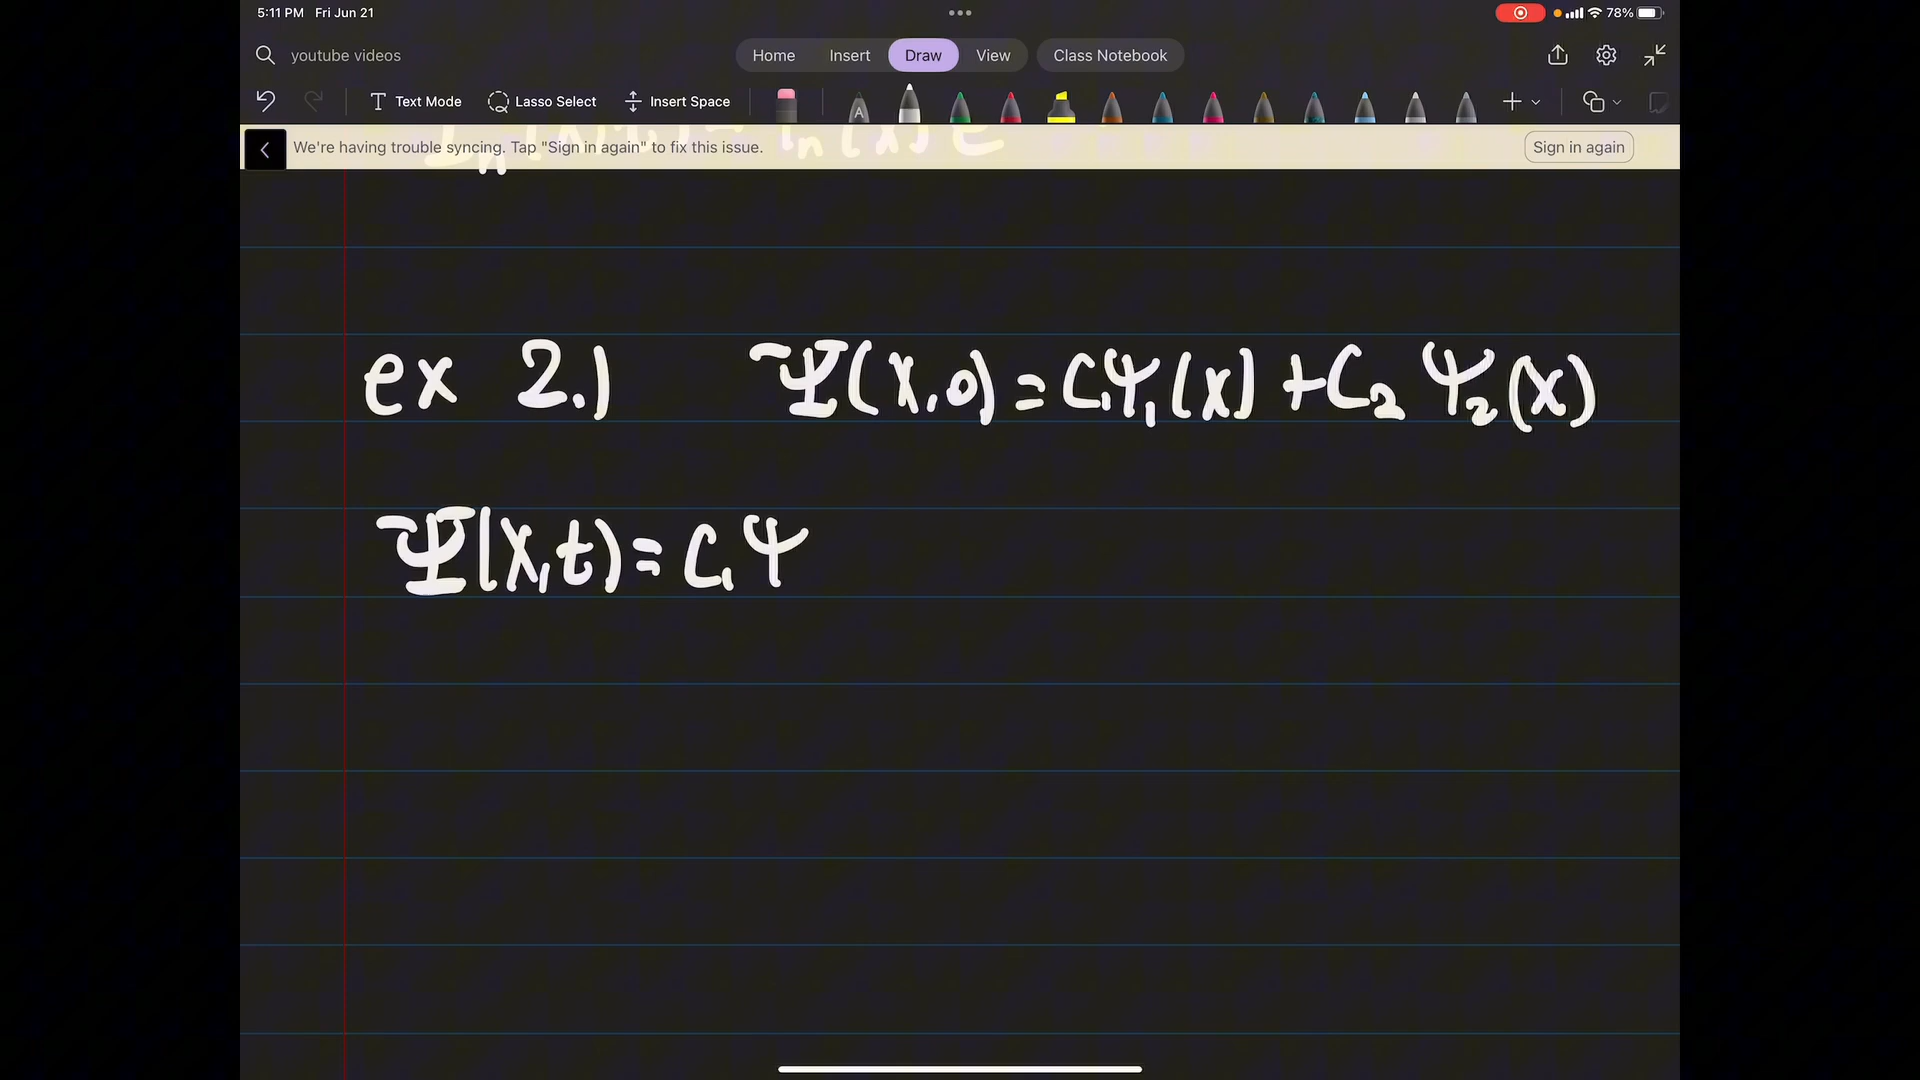 5:11 PM Fri Jun 21
78%
youtube videos
Home Insert Draw View Class Notebook
Text Mode Lasso Select Insert Space
A
We're having trouble syncing. Tap "Sign in again" to fix this issue.
Sign in again
ex 2.) Ψ(x,0) = C₁Ψ₁(x) + C₂Ψ₂(x)
Ψ(x,t) = C₁Ψ